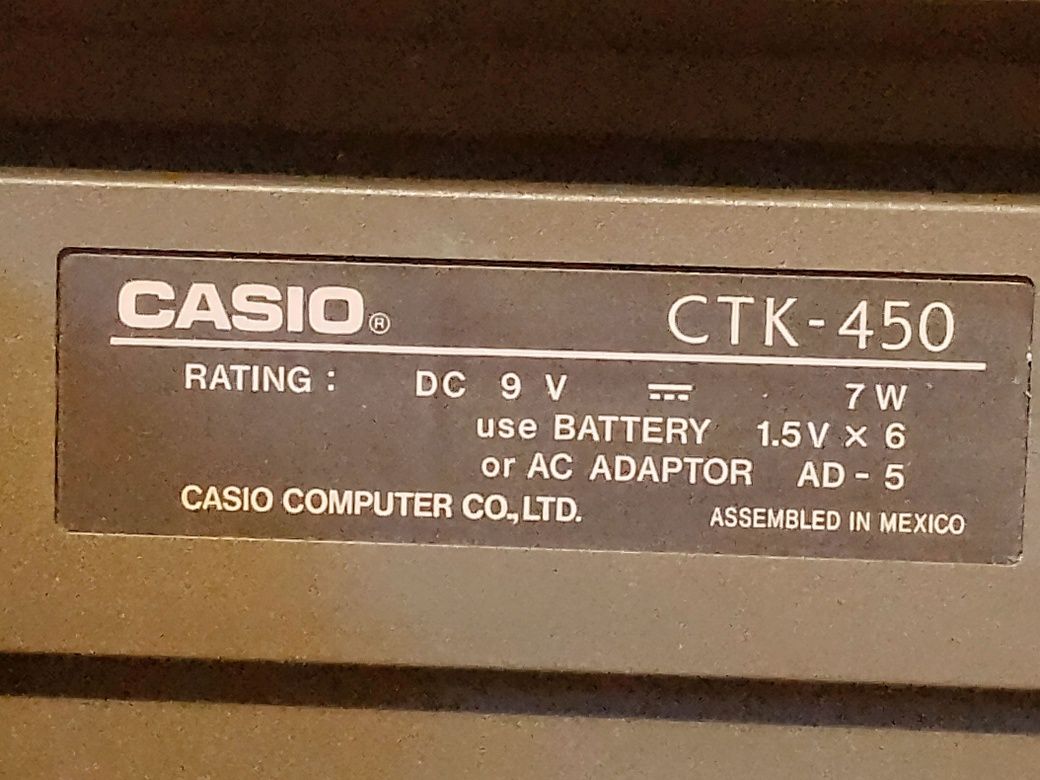 CASIO® CTK-450
RATING : DC 9 V ⎓ 7 W
use BATTERY 1.5V × 6
or AC ADAPTOR AD - 5
CASIO COMPUTER CO.,LTD. ASSEMBLED IN MEXICO